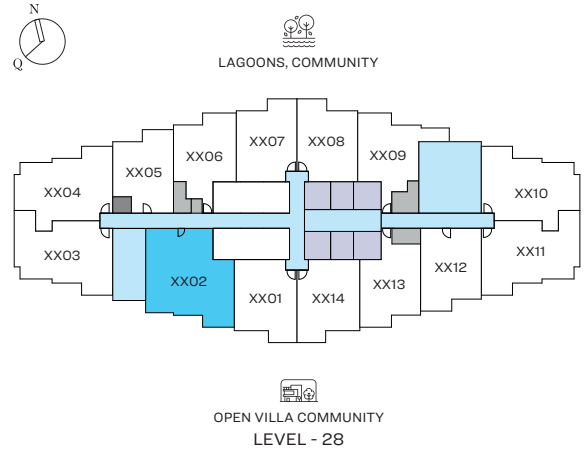 N
Q
LAGOONS, COMMUNITY
XX07 XX08
XX06 XX09
XX05
XX04 XX10
XX03 XX11
XX12
XX02 XX13
XX01 XX14
OPEN VILLA COMMUNITY
LEVEL - 28